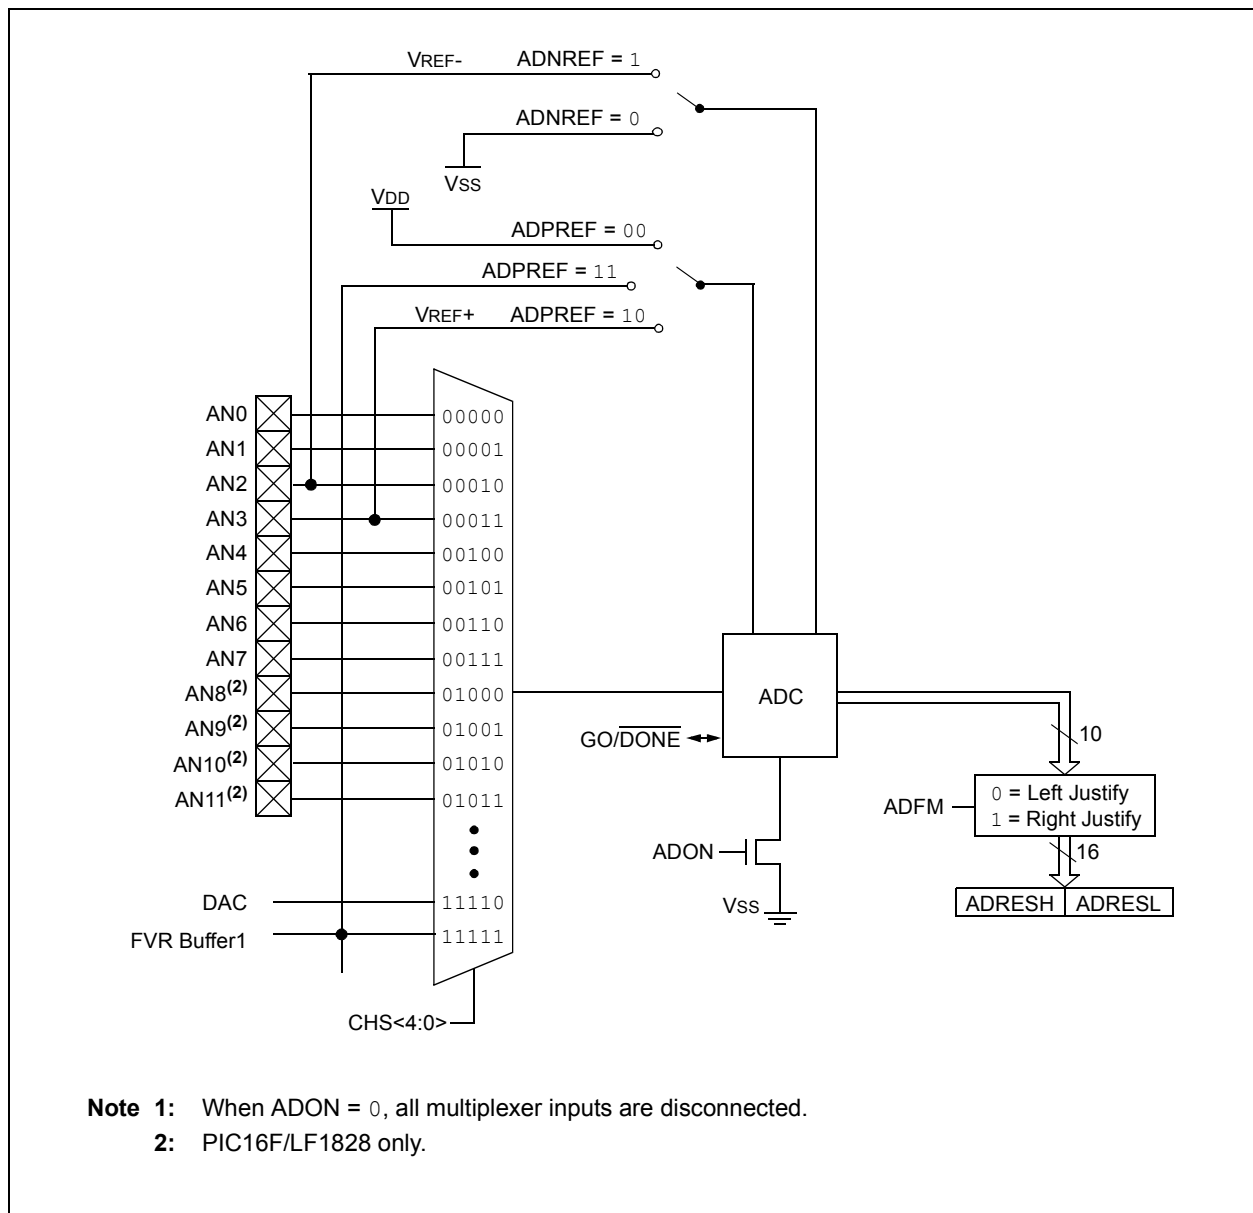 VREF- ADNREF = 1
ADNREF = 0
VSS
VDD
ADPREF = 00
ADPREF = 11
VREF+ ADPREF = 10
AN0 00000
AN1 00001
AN2 00010
AN3 00011
AN4 00100
AN5 00101
AN6 00110
AN7 00111
AN8(2) 01000
AN9(2) 01001
AN10(2) 01010
AN11(2) 01011
DAC 11110
FVR Buffer1 11111
CHS<4:0>
ADC
GO/DONE
ADON
VSS
10
ADFM
0 = Left Justify
1 = Right Justify
16
ADRESH ADRESL
Note 1: When ADON = 0, all multiplexer inputs are disconnected.
2: PIC16F/LF1828 only.